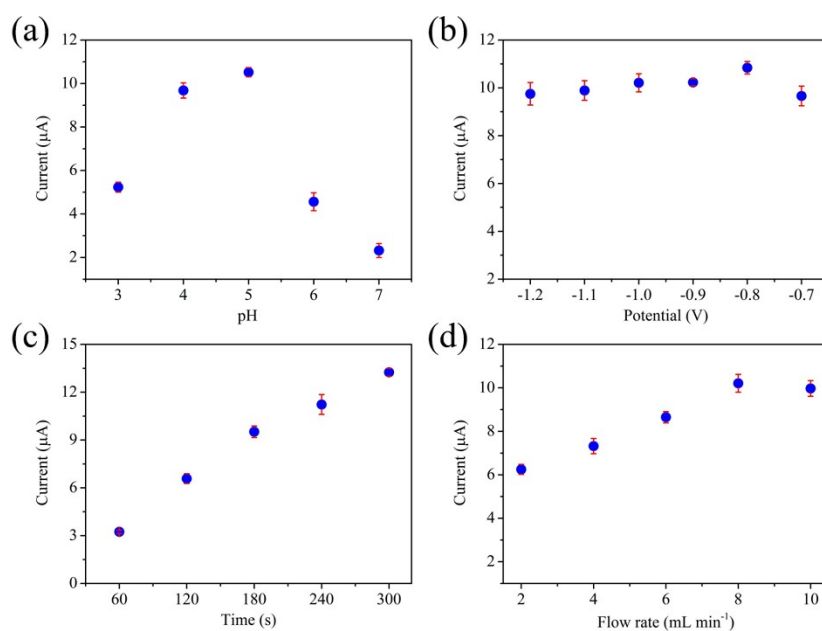 (a)
12
10
8
6
4
2
3 4 5 6 7
pH
Current (μA)
(b)
12
10
8
6
4
2
-1.2 -1.1 -1.0 -0.9 -0.8 -0.7
Potential (V)
Current (μA)
(c)
15
12
9
6
3
0
60 120 180 240 300
Time (s)
Current (μA)
(d)
12
10
8
6
4
2
2 4 6 8 10
Flow rate (mL min⁻¹)
Current (μA)